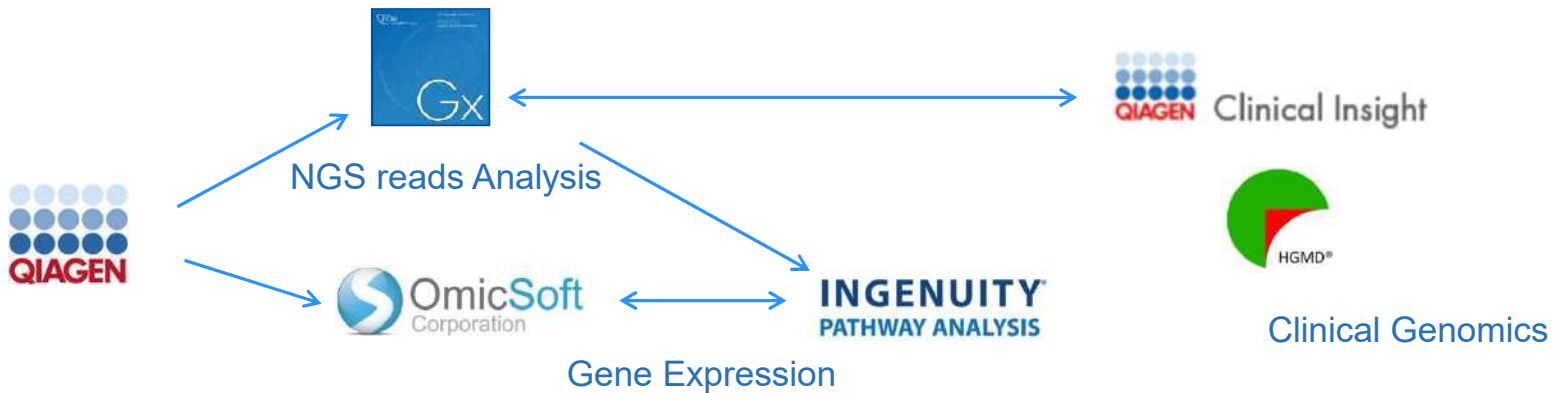 Gx
NGS reads Analysis
QIAGEN
OmicSoft
Corporation
INGENUITY
PATHWAY ANALYSIS
Gene Expression
QIAGEN Clinical Insight
HGMD®
Clinical Genomics